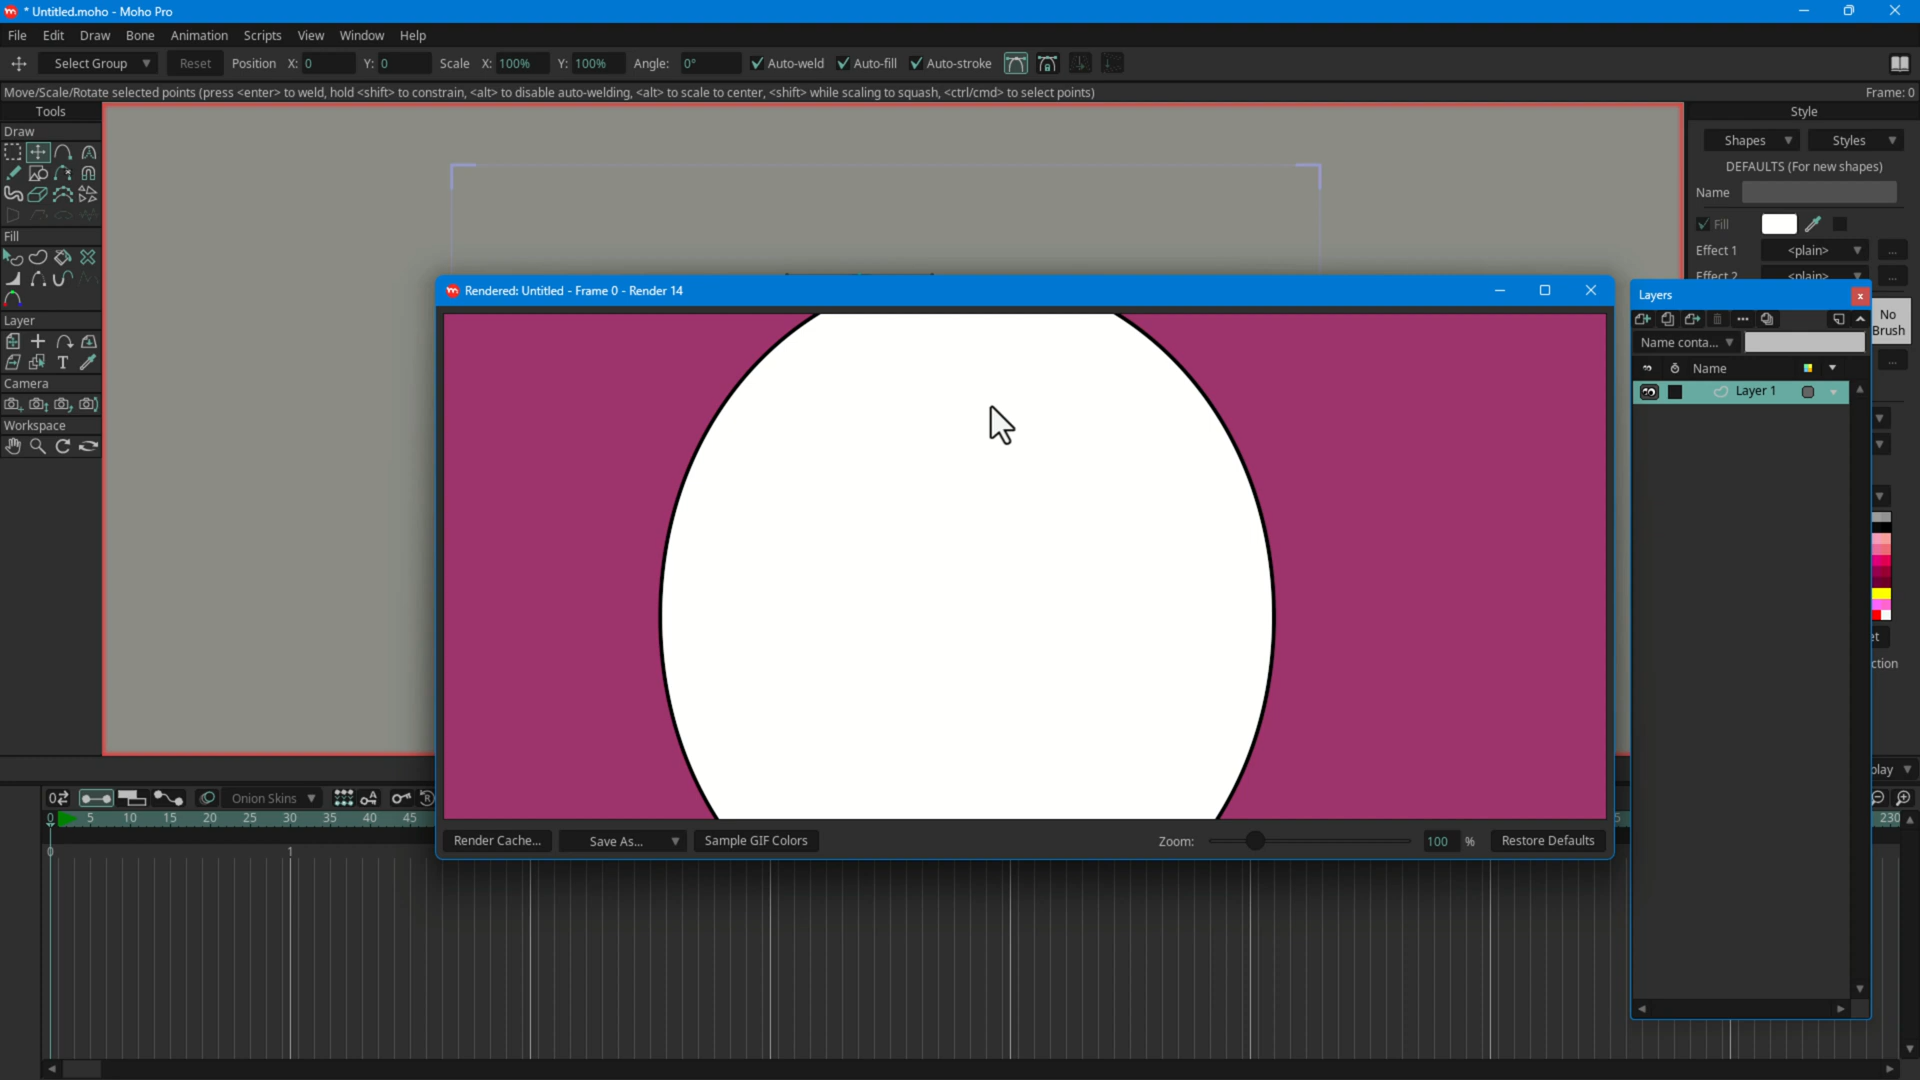 * Untitled.moho - Moho Pro
File Edit Draw Bone Animation Scripts View Window Help
Select Group Reset Position X: 0 Y: 0 Scale X: 100% Y: 100% Angle: 0° Auto-weld Auto-fill Auto-stroke
Move/Scale/Rotate selected points (press <enter> to weld, hold <shift> to constrain, <alt> to disable auto-welding, <alt> to scale to center, <shift> while scaling to squash, <ctrl/cmd> to select points) Frame: 0
Tools
Draw
Fill
Layer
Camera
Workspace
Style
Shapes Styles
DEFAULTS (For new shapes)
Name
Fill
Effect 1 <plain> ...
Effect 2 <plain> ...
No
Brush
...
et
ction
play
Rendered: Untitled - Frame 0 - Render 14
Render Cache... Save As... Sample GIF Colors Zoom: 100 % Restore Defaults
Layers
Name conta...
Name
Layer 1
Onion Skins
0 5 10 15 20 25 30 35 40 45 5 230
0 1